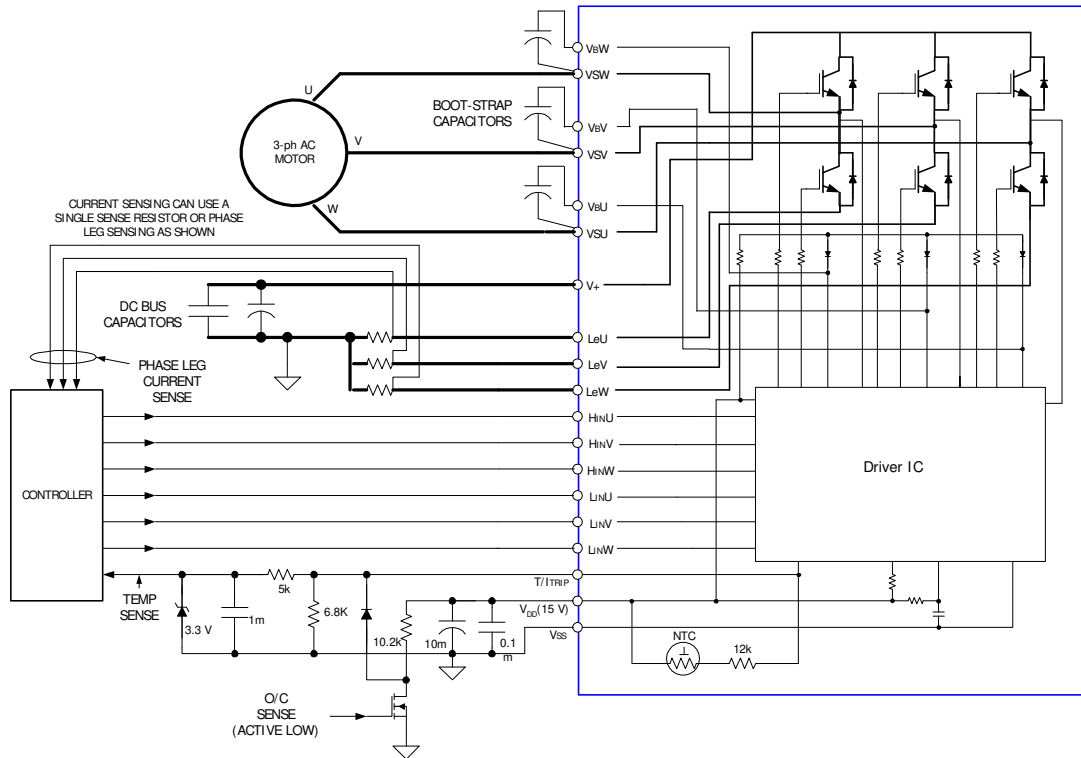 VBW
VSW
U
BOOT-STRAP
CAPACITORS
VBV
V
3-ph AC
MOTOR
VSV
W
VBU
CURRENT SENSING CAN USE A
SINGLE SENSE RESISTOR OR PHASE
LEG SENSING AS SHOWN
VSU
V+
DC BUS
CAPACITORS
LeU
PHASE LEG
CURRENT
SENSE
LeV
LeW
HINU
HINV
HINW
Driver IC
CONTROLLER
LINU
LINV
LINW
T/ITRIP
TEMP
SENSE
5k
3.3 V
1m
6.8K
10.2k
10m
0.1
m
VDD(15 V)
VSS
NTC
12k
O/C
SENSE
(ACTIVE LOW)